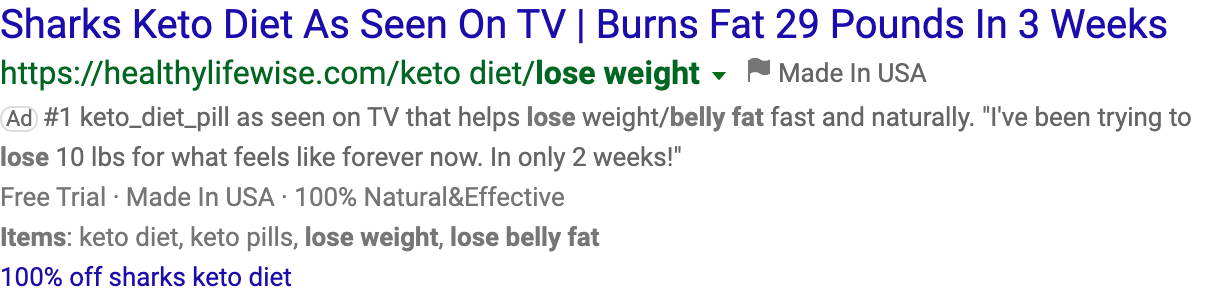 Sharks Keto Diet As Seen On TV | Burns Fat 29 Pounds In 3 Weeks
https://healthylifewise.com/keto diet/lose weight Made In USA
Ad #1 keto_diet_pill as seen on TV that helps lose weight/belly fat fast and naturally. "I've been trying to
lose 10 lbs for what feels like forever now. In only 2 weeks!"
Free Trial · Made In USA · 100% Natural&Effective
Items: keto diet, keto pills, lose weight, lose belly fat
100% off sharks keto diet